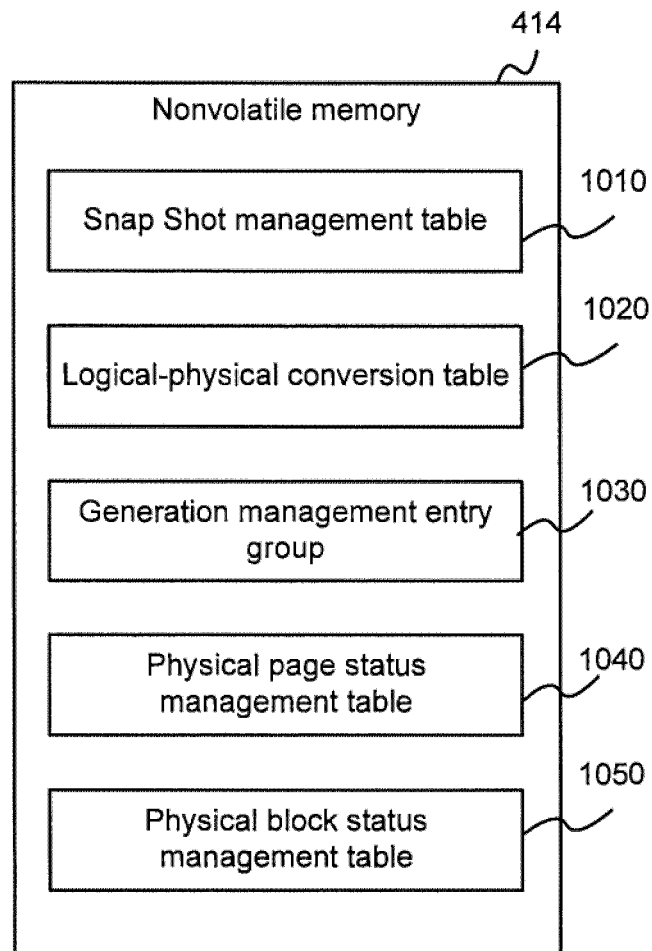 414
Nonvolatile memory
1010
Snap Shot management table
1020
Logical-physical conversion table
1030
Generation management entry
group
1040
Physical page status
management table
1050
Physical block status
management table